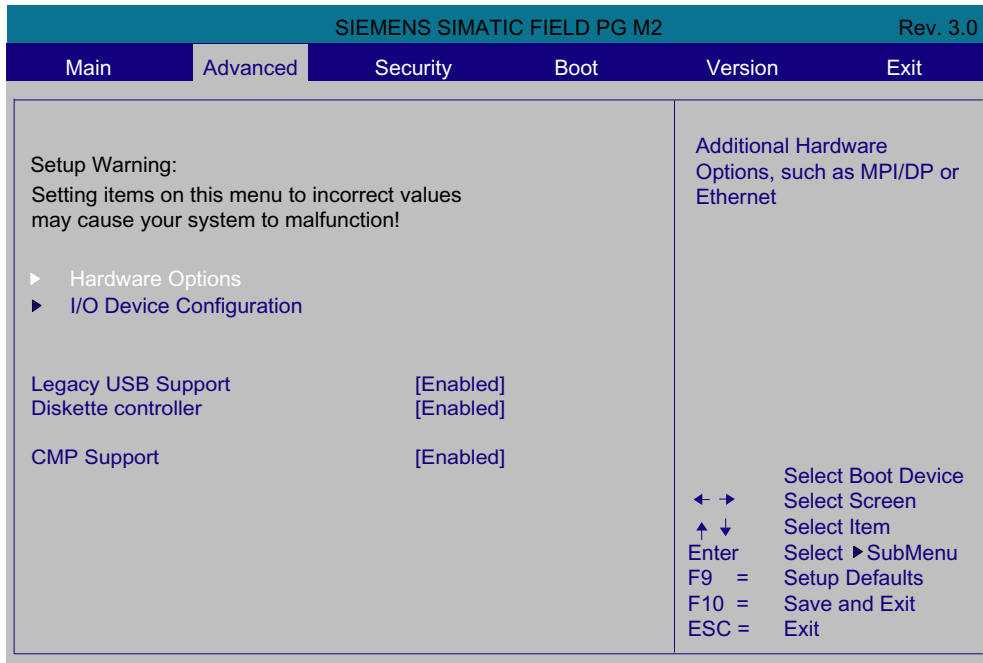 SIEMENS SIMATIC FIELD PG M2 Rev. 3.0
Main Advanced Security Boot Version Exit
Setup Warning:
Setting items on this menu to incorrect values
may cause your system to malfunction!
Hardware Options
I/O Device Configuration
Legacy USB Support [Enabled]
Diskette controller [Enabled]
CMP Support [Enabled]
Additional Hardware
Options, such as MPI/DP or
Ethernet
Select Boot Device
← → Select Screen
↑ ↓ Select Item
Enter Select ▶ SubMenu
F9 = Setup Defaults
F10 = Save and Exit
ESC = Exit